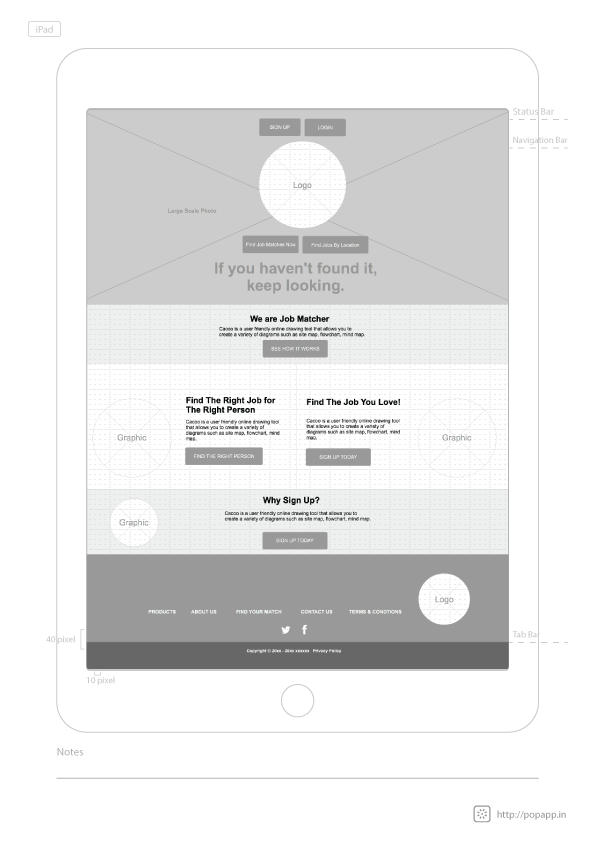 iPad
Status Bar
SIGN UP
LOGIN
Navigation Bar
Logo
Large Scale Photo
Find Job Matches Now
Find Jobs By Location
If you haven't found it,
keep looking.
We are Job Matcher
Cacoo is a user friendly online drawing tool that allows you to
create a variety of diagrams such as site map, flowchart, mind map.
SEE HOW IT WORKS
Find The Right Job for
The Right Person
Cacoo is a user friendly online drawing tool
that allows you to create a variety of
diagrams such as site map, flowchart, mind
map.
FIND THE RIGHT PERSON
Graphic
Find The Job You Love!
Cacoo is a user friendly online drawing tool
that allows you to create a variety of
diagrams such as site map, flowchart, mind
map.
SIGN UP TODAY
Graphic
Why Sign Up?
Cacoo is a user friendly online drawing tool that allows you to
create a variety of diagrams such as site map, flowchart, mind map.
Graphic
SIGN UP TODAY
Logo
PRODUCTS ABOUT US FIND YOUR MATCH CONTACT US TERMS & CONDTIONS
Tab Bar
40 pixel
Copyright © 20xx - 20xx xxxxxx Privacy Policy
10 pixel
Notes
http://popapp.in